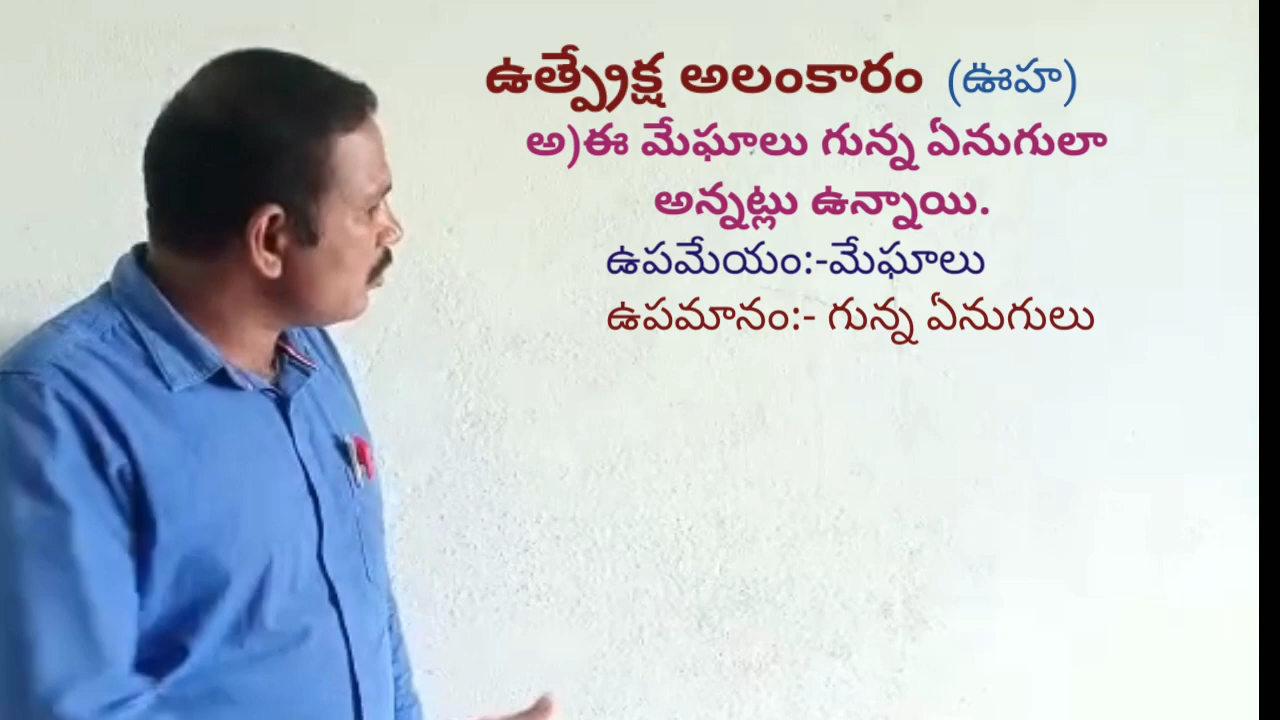 ఉత్ప్రేక్ష అలంకారం (ఊహ)
అ)ఈ మేఘాలు గున్న ఏనుగులా
అన్నట్లు ఉన్నాయి.
ఉపమేయం:-మేఘాలు
ఉపమానం:- గున్న ఏనుగులు